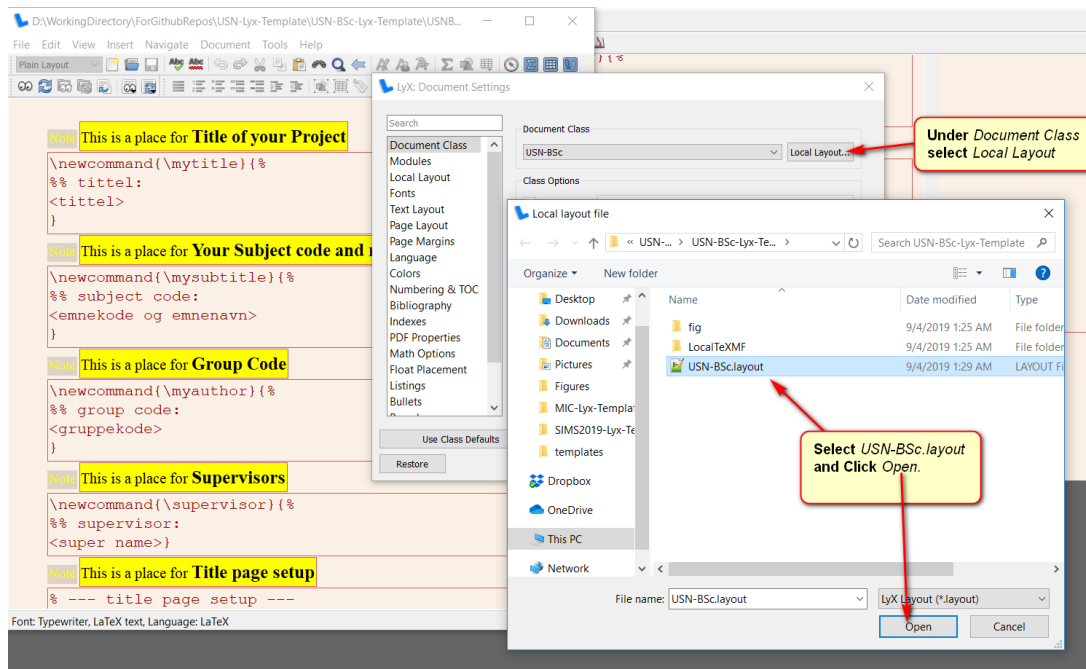 D:\WorkingDirectory\ForGithubRepos\USN-Lyx-Template\USN-BSc-Lyx-Template\USNB...
File Edit View Insert Navigate Document Tools Help
Plain Layout
Note This is a place for Title of your Project
\newcommand{\mytitle}{%
%% tittel:
<tittel>
}
Note This is a place for Your Subject code and
\newcommand{\mysubtitle}{%
%% subject code:
<emnekode og emnenavn>
}
Note This is a place for Group Code
\newcommand{\myauthor}{%
%% group code:
<gruppekode>
}
Note This is a place for Supervisors
\newcommand{\supervisor}{%
%% supervisor:
<super name>}
Note This is a place for Title page setup
% --- title page setup ---
Font: Typewriter, LaTeX text, Language: LaTeX
LyX: Document Settings
Search
Document Class
Modules
Local Layout
Fonts
Text Layout
Page Layout
Page Margins
Language
Colors
Numbering & TOC
Bibliography
Indexes
PDF Properties
Math Options
Float Placement
Listings
Bullets
Use Class Defaults
Restore
Document Class
USN-BSc
Local Layout...
Class Options
Under Document Class
select Local Layout
Local layout file
« USN-... > USN-BSc-Lyx-Te... >
Search USN-BSc-Lyx-Template
Organize New folder
Desktop
Downloads
Documents
Pictures
Figures
MIC-Lyx-Templat
SIMS2019-Lyx-Te
templates
Dropbox
OneDrive
This PC
Network
Name Date modified Type
fig 9/4/2019 1:25 AM File folder
LocalTeXMF 9/4/2019 1:25 AM File folder
USN-BSc.layout 9/4/2019 1:29 AM LAYOUT Fi
Select USN-BSc.layout
and Click Open.
File name: USN-BSc.layout LyX Layout (*.layout)
Open Cancel